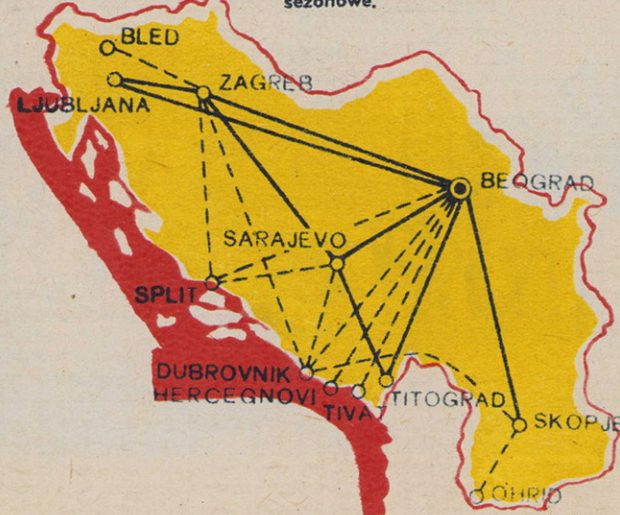 sezonowe.
BLED
ZAGREB
LJUBLJANA
BEOGRAD
SARAJEVO
SPLIT
DUBROVNIK
HERCEGNOVI
TITOGRAD
TIVAT
SKOPJE
OHRID